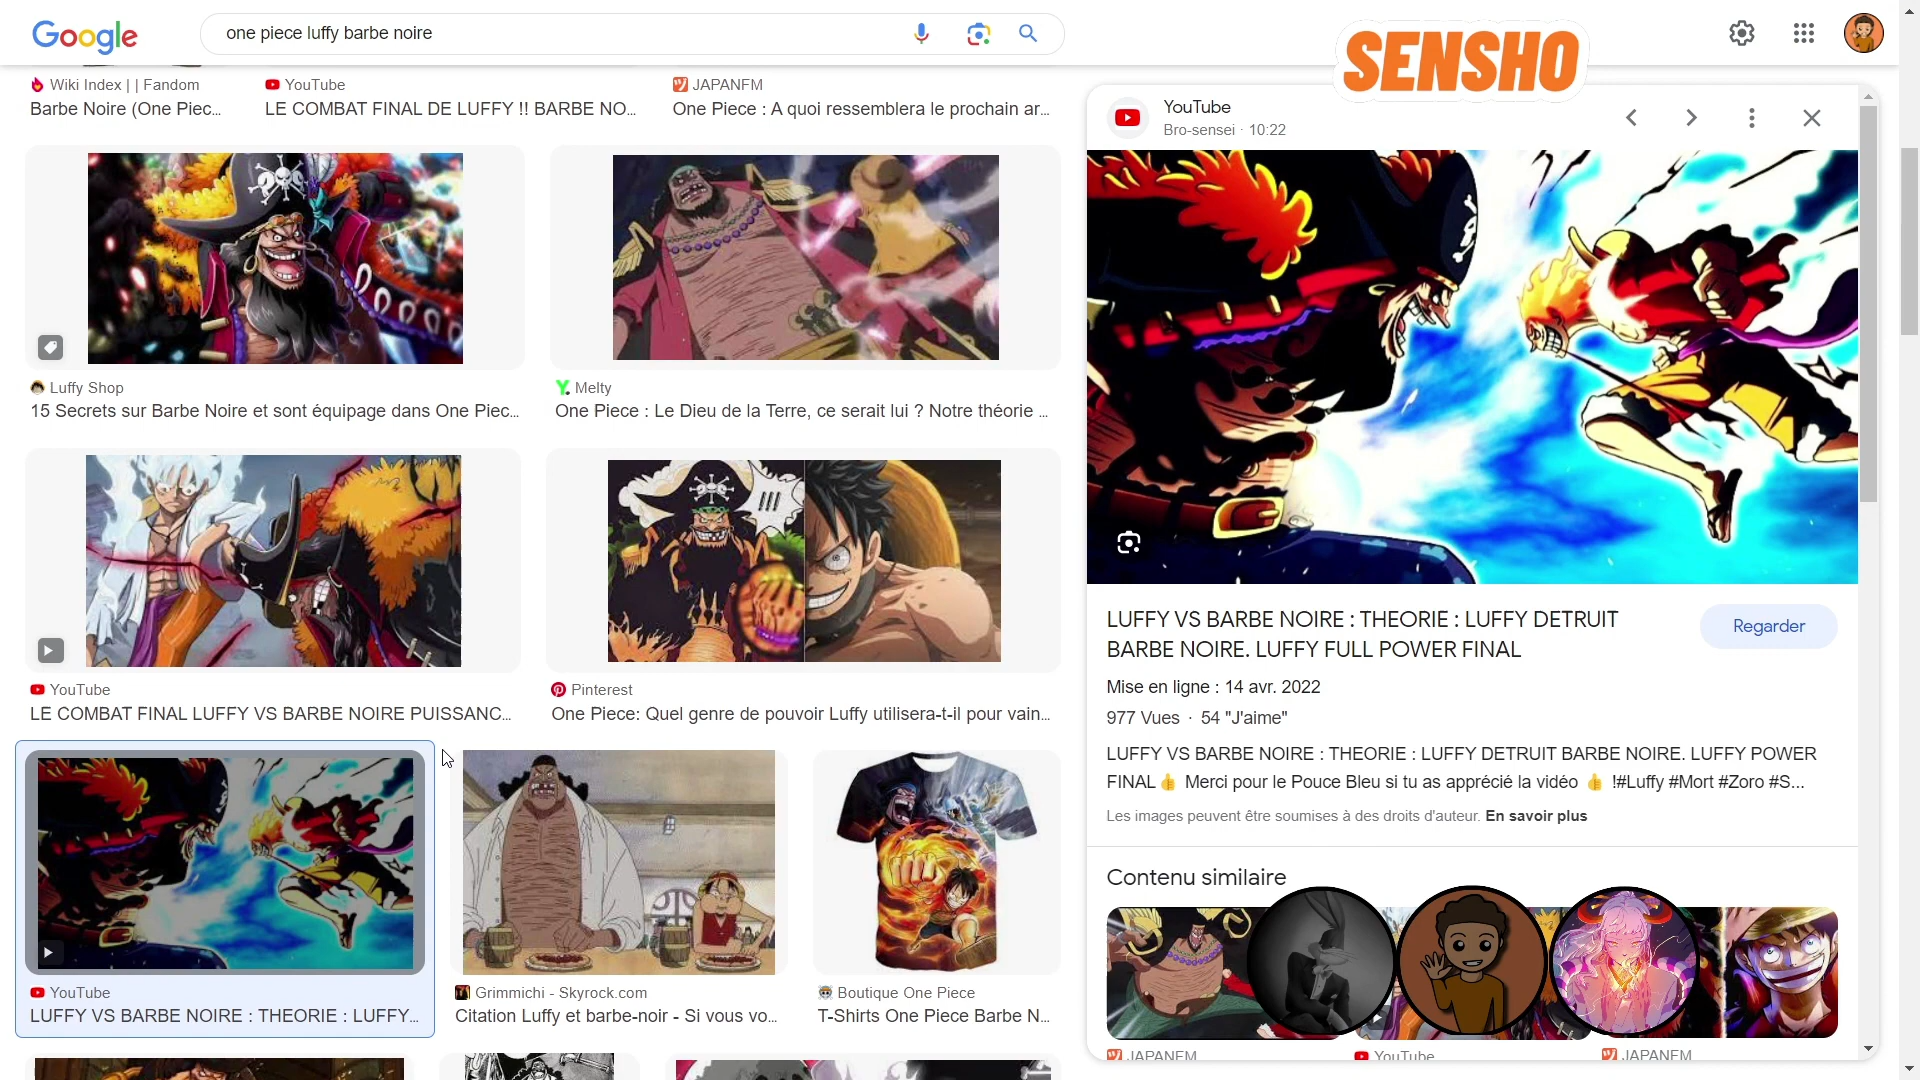 Google
one piece luffy barbe noire
SENSHO
Wiki Index | | Fandom
Barbe Noire (One Piec...
YouTube
LE COMBAT FINAL DE LUFFY !! BARBE NO...
JAPANFM
One Piece : A quoi ressemblera le prochain ar...
Luffy Shop
15 Secrets sur Barbe Noire et sont équipage dans One Piec...
Melty
One Piece : Le Dieu de la Terre, ce serait lui ? Notre théorie ...
!!!
YouTube
LE COMBAT FINAL LUFFY VS BARBE NOIRE PUISSANC...
Pinterest
One Piece: Quel genre de pouvoir Luffy utilisera-t-il pour vain...
YouTube
LUFFY VS BARBE NOIRE : THEORIE : LUFFY...
Grimmichi - Skyrock.com
Citation Luffy et barbe-noir - Si vous vo...
Boutique One Piece
T-Shirts One Piece Barbe N...
YouTube
Bro-sensei · 10:22
LUFFY VS BARBE NOIRE : THEORIE : LUFFY DETRUIT
BARBE NOIRE. LUFFY FULL POWER FINAL
Regarder
Mise en ligne : 14 avr. 2022
977 Vues · 54 "J'aime"
LUFFY VS BARBE NOIRE : THEORIE : LUFFY DETRUIT BARBE NOIRE. LUFFY POWER
FINAL👍 Merci pour le Pouce Bleu si tu as apprécié la vidéo 👍 !#Luffy #Mort #Zoro #S...
Les images peuvent être soumises à des droits d'auteur. En savoir plus
Contenu similaire
JAPANFM
YouTube
JAPANFM